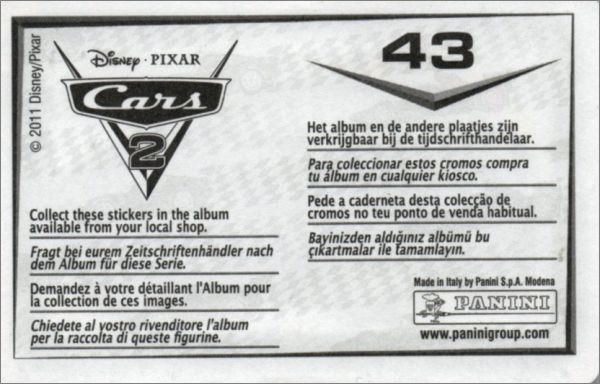 © 2011 Disney/Pixar
Disney · PIXAR
Cars
2
Collect these stickers in the album
available from your local shop.
Fragt bei eurem Zeitschriftenhändler nach
dem Album für diese Serie.
Demandez à votre détaillant l'Album pour
la collection de ces images.
Chiedete al vostro rivenditore l'album
per la raccolta di queste figurine.
43
Het album en de andere plaatjes zijn
verkrijgbaar bij de tijdschrifthandelaar.
Para coleccionar estos cromos compra
tu álbum en cualquier kiosco.
Pede a caderneta desta colecção de
cromos no teu ponto de venda habitual.
Bayinizden aldığınız albümü bu
çıkartmalar ile tamamlayın.
Made in Italy by Panini S.p.A. Modena
PANINI
www.paninigroup.com